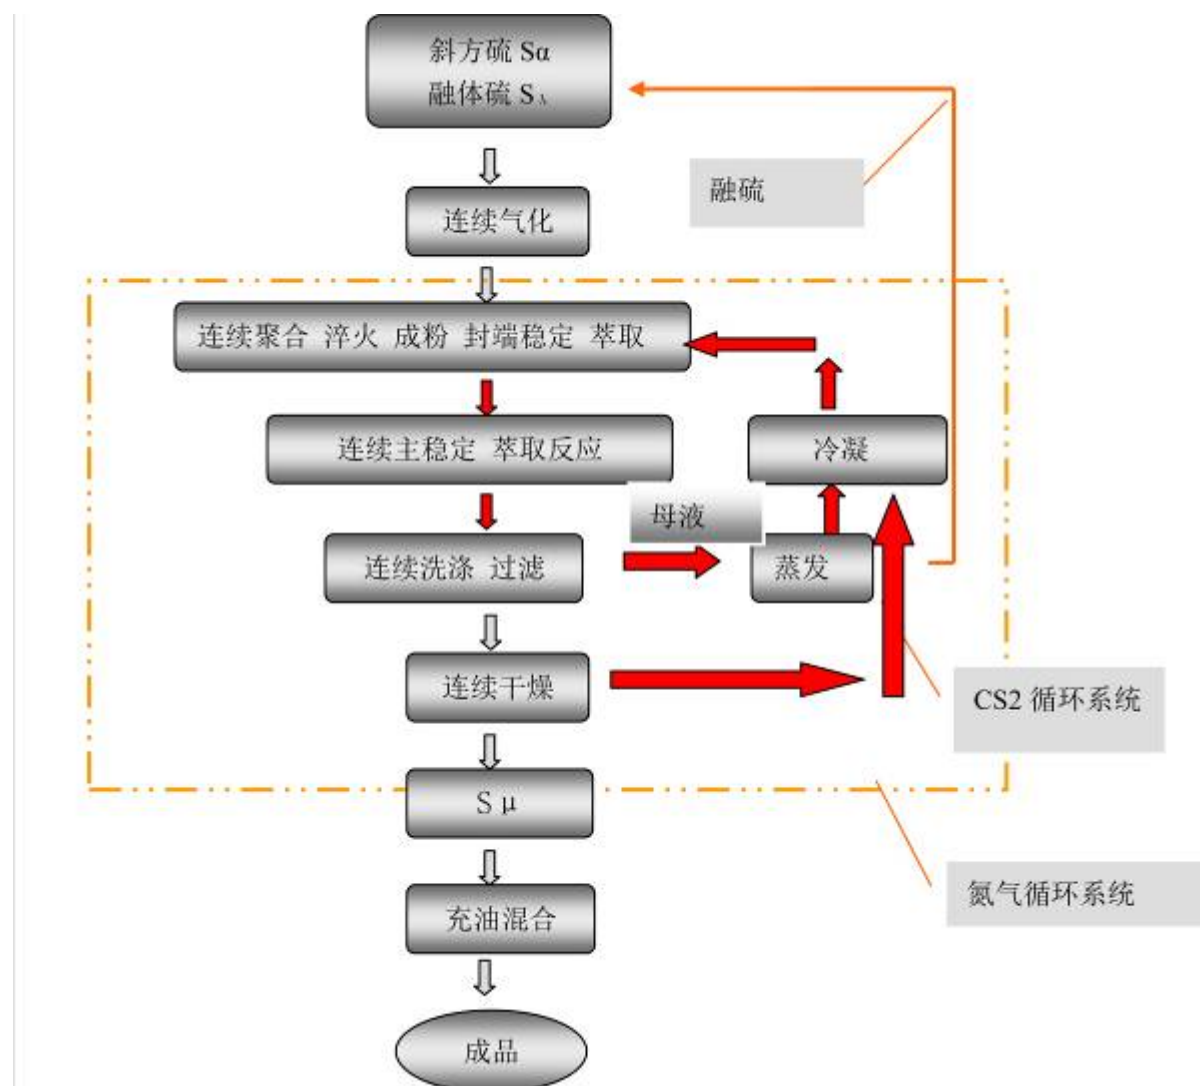 斜方硫 Sα
融体硫 Sλ
融硫
连续气化
连续聚合 淬火 成粉 封端稳定 萃取
连续主稳定 萃取反应
冷凝
母液
连续洗涤 过滤
蒸发
连续干燥
CS2 循环系统
S μ
氮气循环系统
充油混合
成品